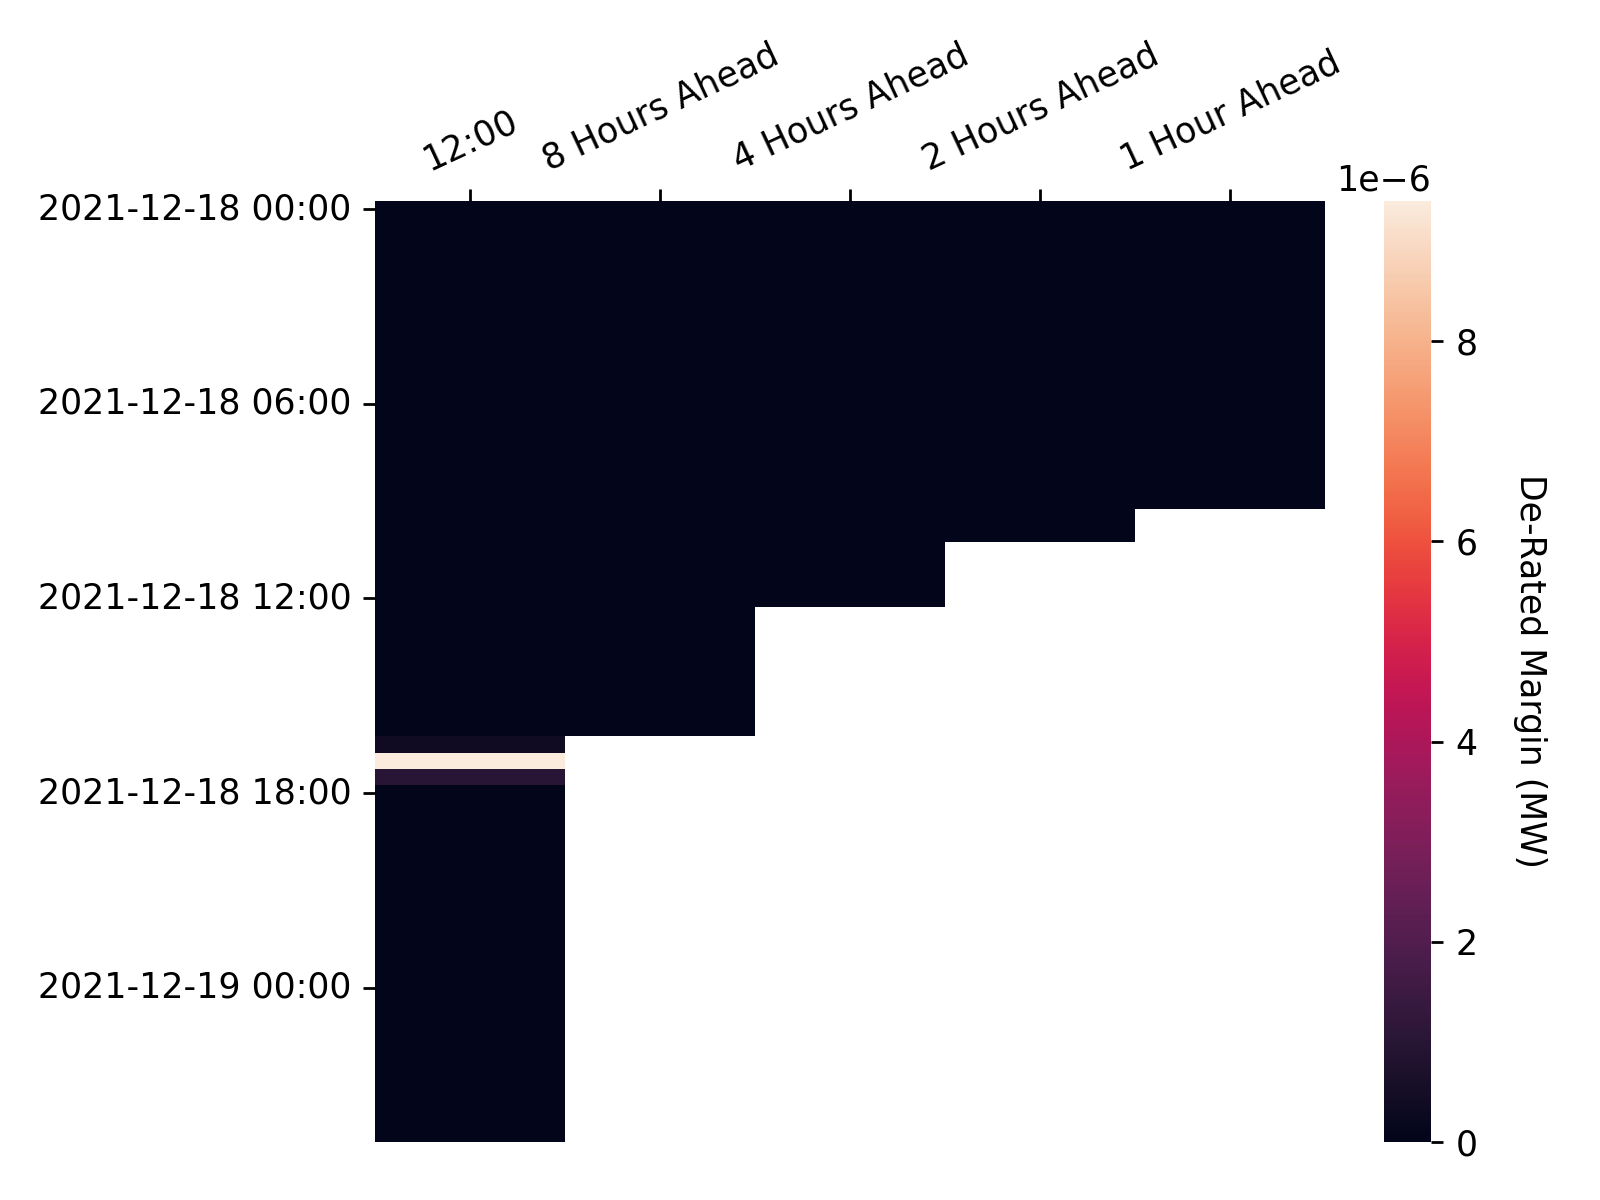 12:00
8 Hours Ahead
4 Hours Ahead
2 Hours Ahead
1 Hour Ahead
1e−6
2021-12-18 00:00
2021-12-18 06:00
2021-12-18 12:00
2021-12-18 18:00
2021-12-19 00:00
8
6
4
2
0
De-Rated Margin (MW)